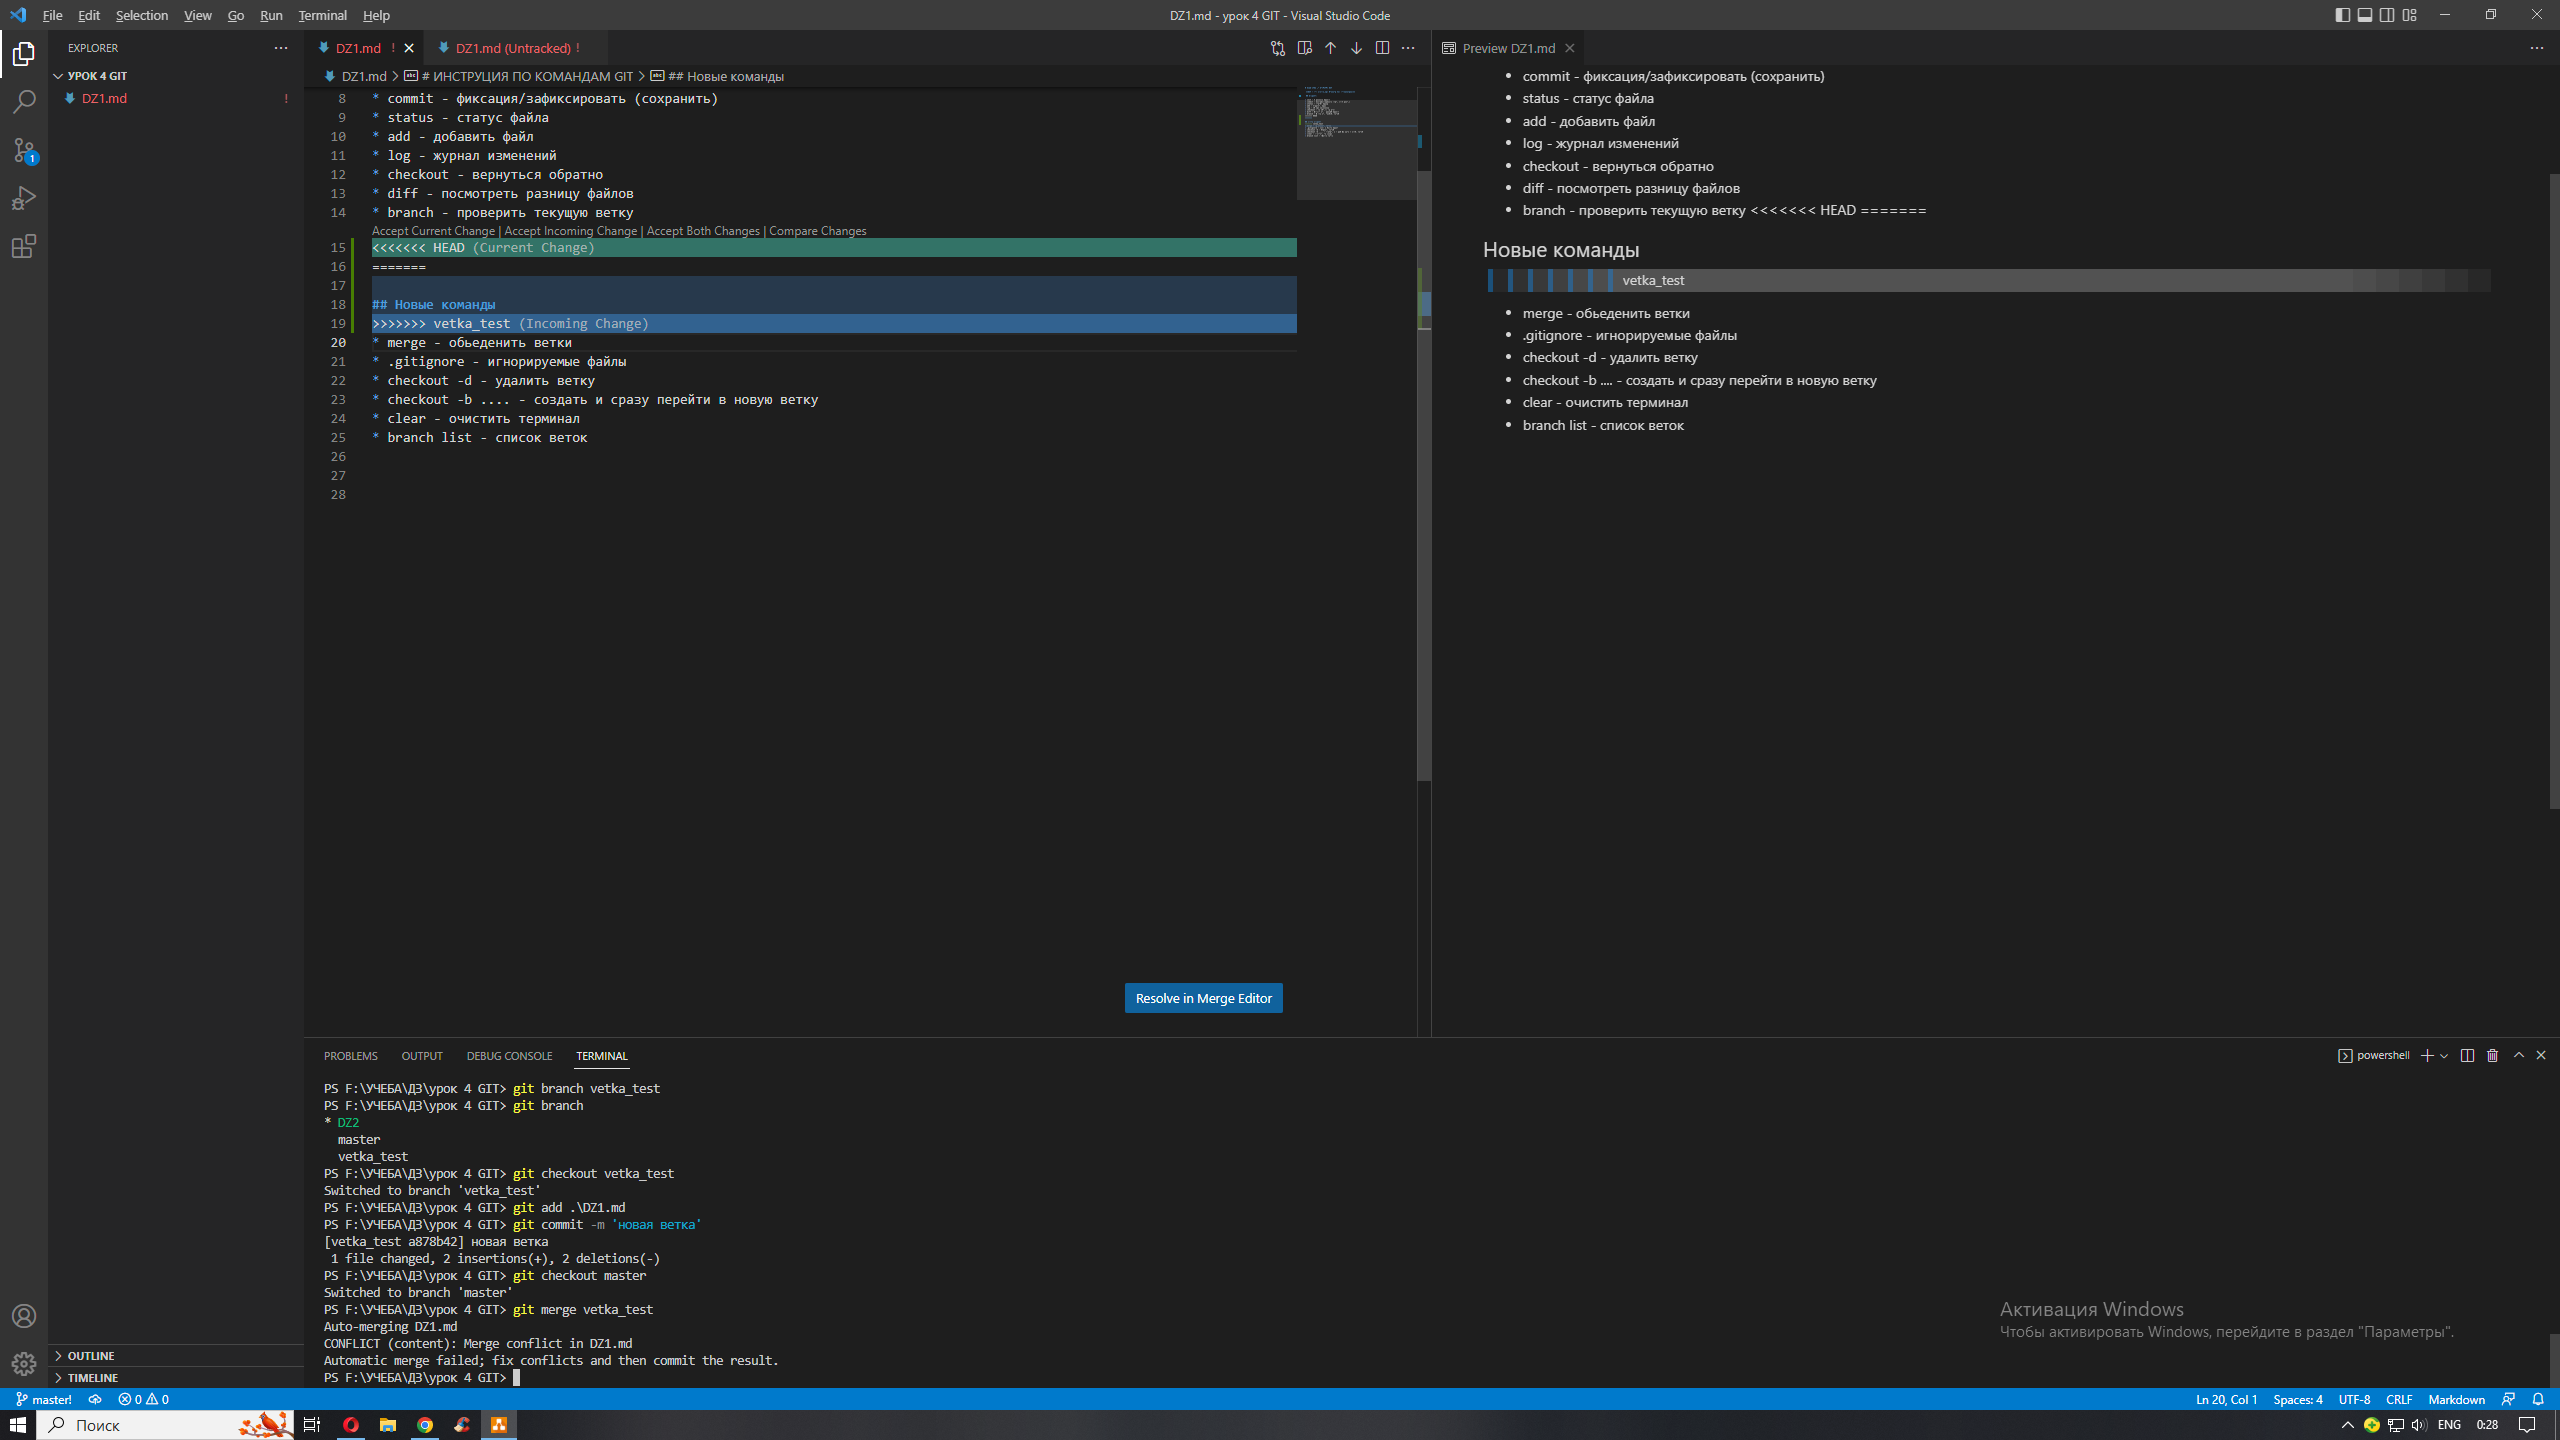 File Edit Selection View Go Run Terminal Help
DZ1.md - урок 4 GIT - Visual Studio Code
EXPLORER
УРОК 4 GIT
DZ1.md !
1
DZ1.md !
DZ1.md (Untracked) !
DZ1.md > # ИНСТРУЦИЯ ПО КОМАНДАМ GIT > ## Новые команды
8 * commit - фиксация/зафиксировать (сохранить)
9 * status - статус файла
10 * add - добавить файл
11 * log - журнал изменений
12 * checkout - вернуться обратно
13 * diff - посмотреть разницу файлов
14 * branch - проверить текущую ветку
Accept Current Change | Accept Incoming Change | Accept Both Changes | Compare Changes
15 <<<<<<< HEAD (Current Change)
16 =======
17
18 ## Новые команды
19 >>>>>>> vetka_test (Incoming Change)
20 * merge - обьеденить ветки
21 * .gitignore - игнорируемые файлы
22 * checkout -d - удалить ветку
23 * checkout -b .... - создать и сразу перейти в новую ветку
24 * clear - очистить терминал
25 * branch list - список веток
26
27
28
Resolve in Merge Editor
Preview DZ1.md
• commit - фиксация/зафиксировать (сохранить)
• status - статус файла
• add - добавить файл
• log - журнал изменений
• checkout - вернуться обратно
• diff - посмотреть разницу файлов
• branch - проверить текущую ветку <<<<<<< HEAD =======
Новые команды
vetka_test
• merge - обьеденить ветки
• .gitignore - игнорируемые файлы
• checkout -d - удалить ветку
• checkout -b .... - создать и сразу перейти в новую ветку
• clear - очистить терминал
• branch list - список веток
PROBLEMS OUTPUT DEBUG CONSOLE TERMINAL
powershell
PS F:\УЧЕБА\ДЗ\урок 4 GIT> git branch vetka_test
PS F:\УЧЕБА\ДЗ\урок 4 GIT> git branch
* DZ2
master
vetka_test
PS F:\УЧЕБА\ДЗ\урок 4 GIT> git checkout vetka_test
Switched to branch 'vetka_test'
PS F:\УЧЕБА\ДЗ\урок 4 GIT> git add .\DZ1.md
PS F:\УЧЕБА\ДЗ\урок 4 GIT> git commit -m 'новая ветка'
[vetka_test a878b42] новая ветка
1 file changed, 2 insertions(+), 2 deletions(-)
PS F:\УЧЕБА\ДЗ\урок 4 GIT> git checkout master
Switched to branch 'master'
PS F:\УЧЕБА\ДЗ\урок 4 GIT> git merge vetka_test
Auto-merging DZ1.md
CONFLICT (content): Merge conflict in DZ1.md
Automatic merge failed; fix conflicts and then commit the result.
PS F:\УЧЕБА\ДЗ\урок 4 GIT>
Активация Windows
Чтобы активировать Windows, перейдите в раздел "Параметры".
OUTLINE
TIMELINE
master! 0 0
Ln 20, Col 1 Spaces: 4 UTF-8 CRLF Markdown
Поиск
ENG 0:28